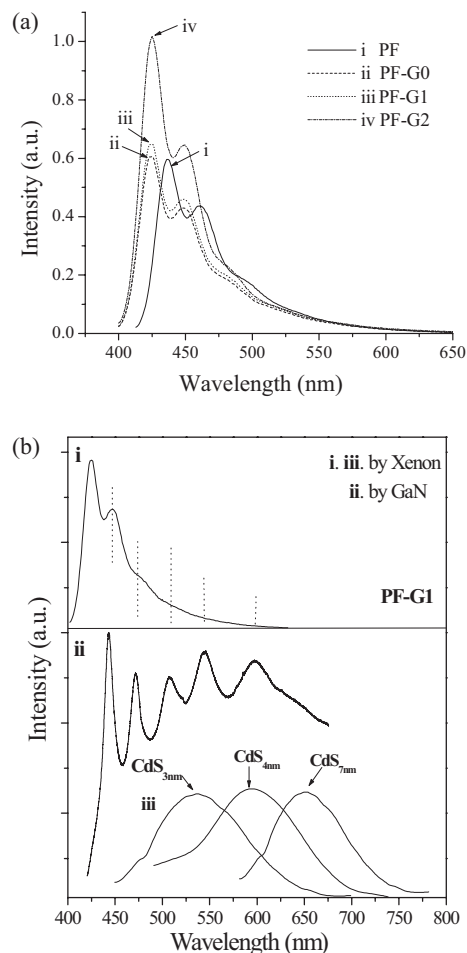 (a)
iv
1.0
i PF
ii PF-G0
iii PF-G1
iv PF-G2
0.8
iii
ii
i
0.6
0.4
0.2
0.0
Intensity (a.u.)
400 450 500 550 600 650
Wavelength (nm)
(b)
i
i. iii. by Xenon
ii. by GaN
PF-G1
ii
CdS3nm
CdS4nm
CdS7nm
iii
Intensity (a.u.)
400 450 500 550 600 650 700 750 800
Wavelength (nm)